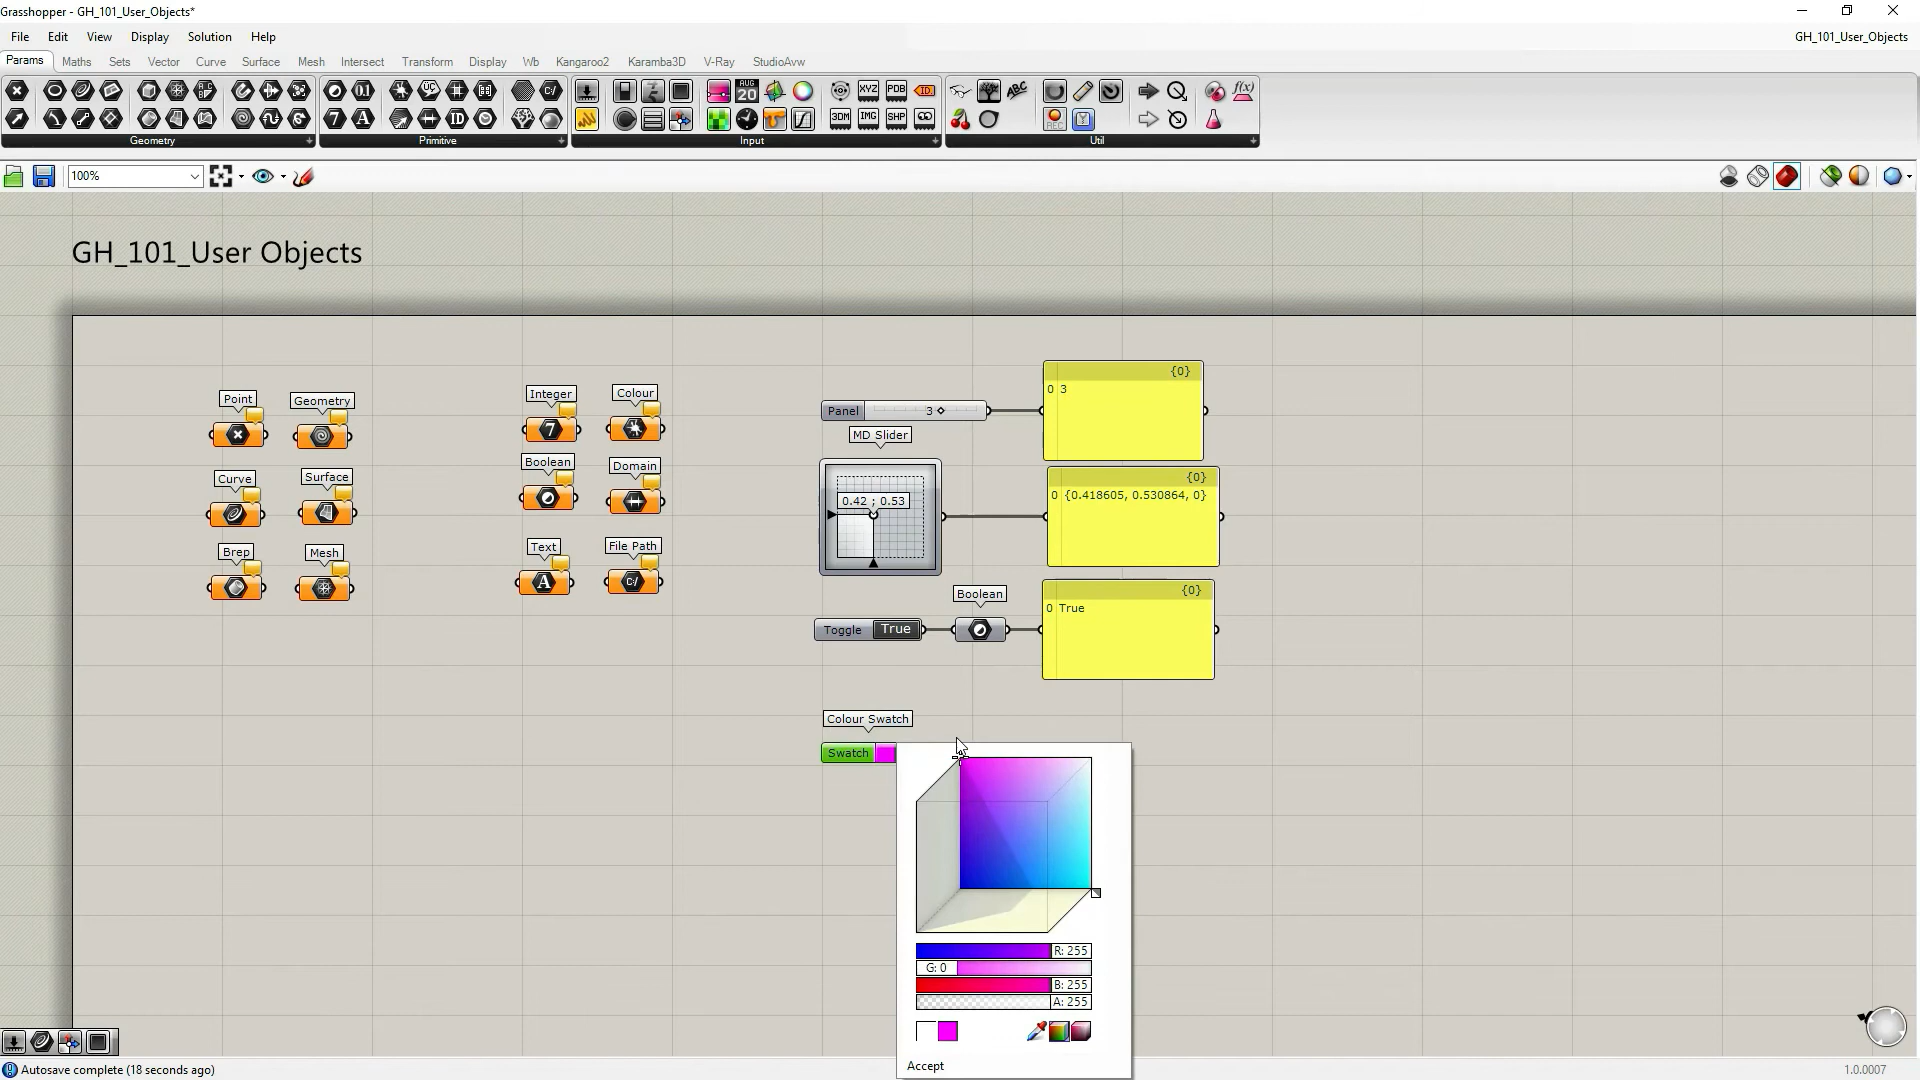 Grasshopper - GH_101_User_Objects*
File Edit View Display Solution Help
GH_101_User_Objects
Params Maths Sets Vector Curve Surface Mesh Intersect Transform Display Wb Kangaroo2 Karamba3D V-Ray StudioAvw
Geometry
Primitive
Input
Util
100%
GH_101_User Objects
Point
Geometry
Curve
Surface
Brep
Mesh
Integer
Colour
Boolean
Domain
Text
File Path
Panel 3
{0}
0 3
MD Slider
0.42 ; 0.53
{0}
0 {0.418605, 0.530864, 0}
Boolean
Toggle True
{0}
0 True
Colour Swatch
Swatch
R: 255
G: 0
B: 255
A: 255
Accept
Autosave complete (18 seconds ago)
1.0.0007